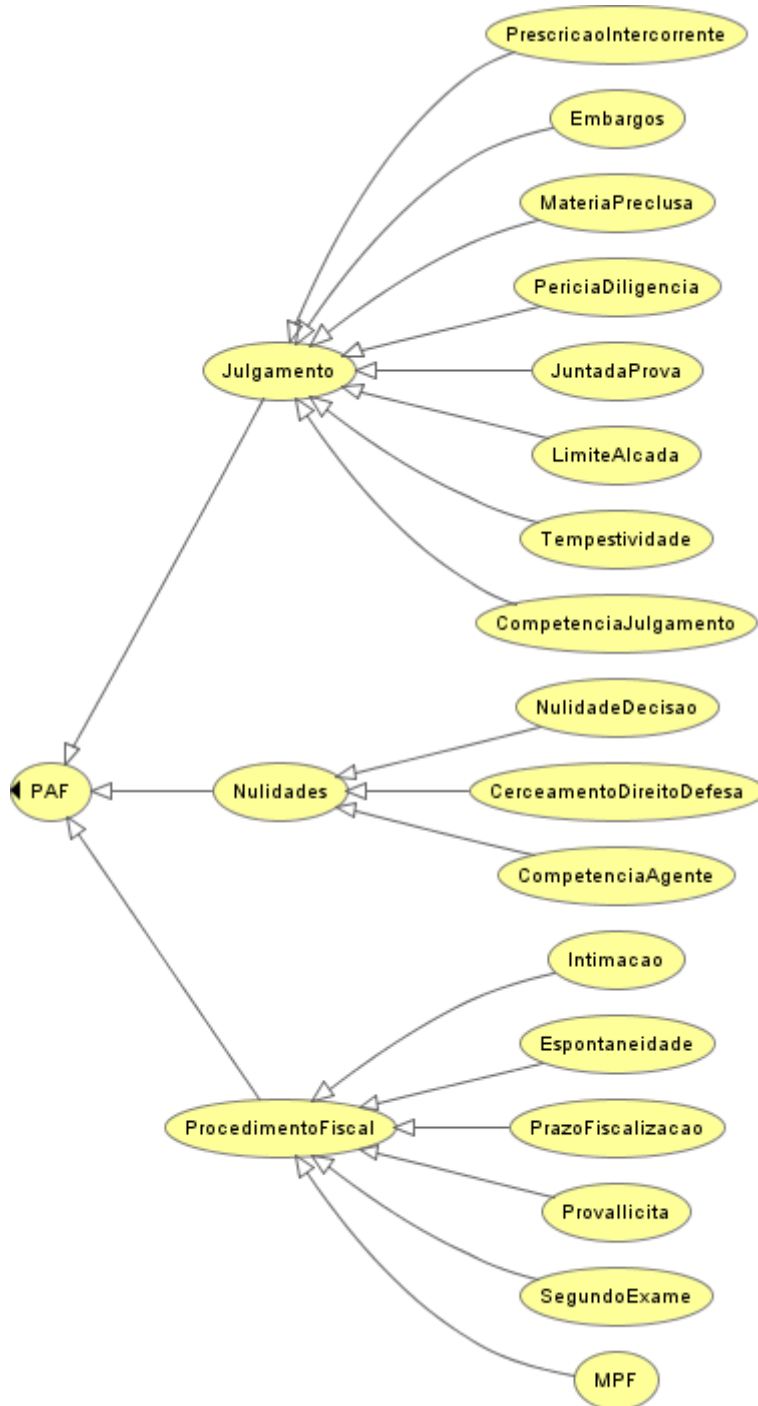 PrescricaoIntercorrente
Embargos
MateriaPreclusa
PericiaDiligencia
Julgamento
JuntadaProva
LimiteAlcada
Tempestividade
CompetenciaJulgamento
NulidadeDecisao
PAF
Nulidades
CerceamentoDireitoDefesa
CompetenciaAgente
Intimacao
Espontaneidade
ProcedimentoFiscal
PrazoFiscalizacao
ProvaIlicita
SegundoExame
MPF